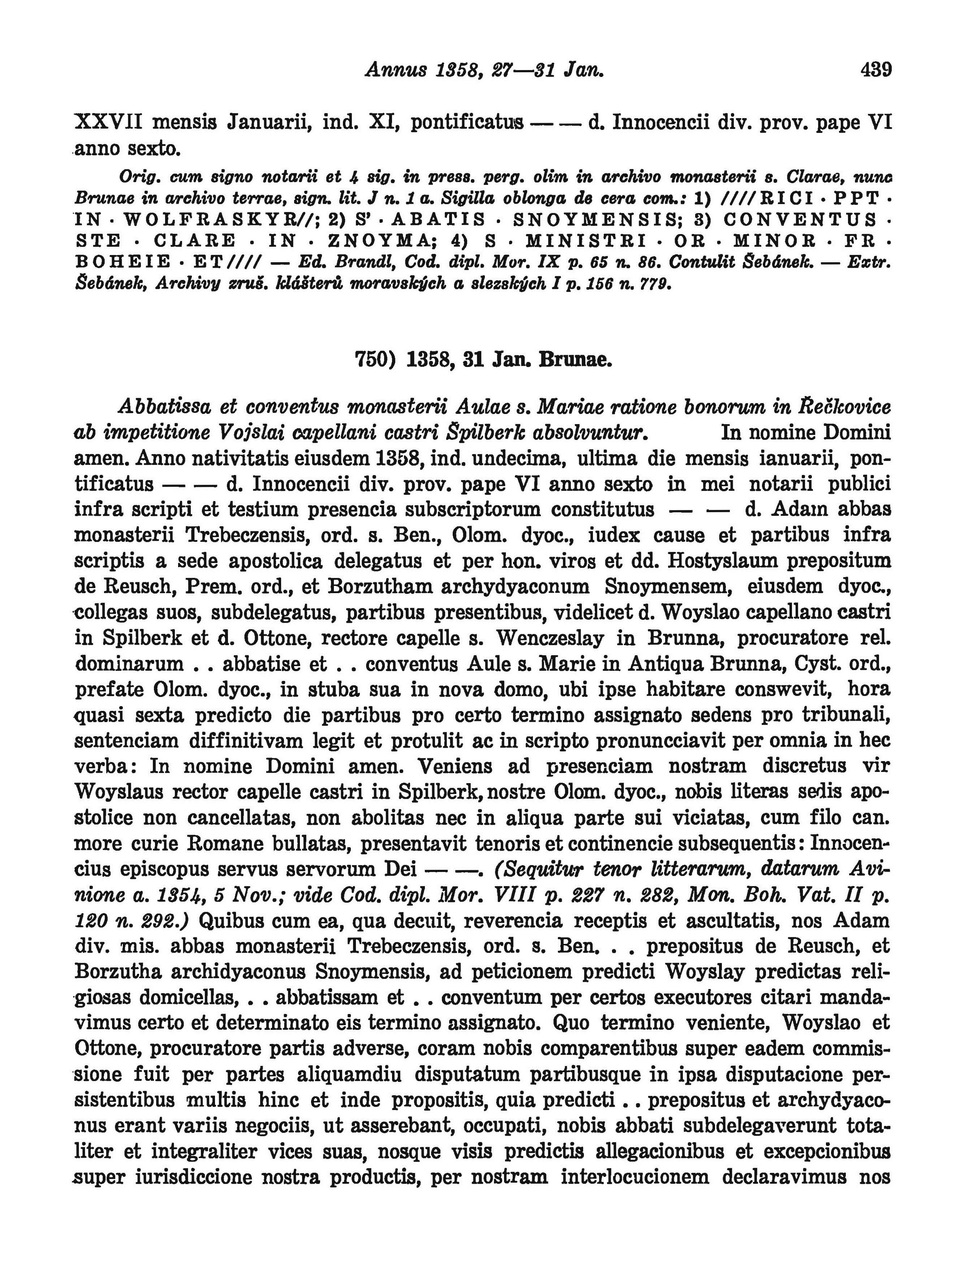 Annus 1358, 27—31 Jan. 439
XXVII mensis Januarii, ind. XI, pontificatus — — d. Innocencii div. prov. pape VI
anno sexto.
Orig. cum signo notarii et 4 sig. in press. perg. olim in archivo monasterii s. Clarae, nunc
Brunae in archivo terrae, sign. lit. J n. 1 a. Sigilla oblonga de cera com.: 1) ////RICI · PPT ·
IN · WOLFRASKYR//; 2) S' · ABATIS · SNOYMENSIS; 3) CONVENTUS ·
STE · CLARE · IN · ZNOYMA; 4) S · MINISTRI · OR · MINOR · FR ·
BOHEIE · ET//// — Ed. Brandl, Cod. dipl. Mor. IX p. 65 n. 86. Contulit Šebánek. — Extr.
Šebánek, Archivy zruš. klášterů moravských a slezských I p. 156 n. 779.
750) 1358, 31 Jan. Brunae.
Abbatissa et conventus monasterii Aulae s. Mariae ratione bonorum in Řečkovice
ab impetitione Vojslai capellani castri Špilberk absolvuntur. In nomine Domini
amen. Anno nativitatis eiusdem 1358, ind. undecima, ultima die mensis ianuarii, pon-
tificatus — — d. Innocencii div. prov. pape VI anno sexto in mei notarii publici
infra scripti et testium presencia subscriptorum constitutus — — d. Adam abbas
monasterii Trebeczensis, ord. s. Ben., Olom. dyoc., iudex cause et partibus infra
scriptis a sede apostolica delegatus et per hon. viros et dd. Hostyslaum prepositum
de Reusch, Prem. ord., et Borzutham archydyaconum Snoymensem, eiusdem dyoc.,
collegas suos, subdelegatus, partibus presentibus, videlicet d. Woyslao capellano castri
in Spilberk et d. Ottone, rectore capelle s. Wenczeslay in Brunna, procuratore rel.
dominarum . . abbatise et . . conventus Aule s. Marie in Antiqua Brunna, Cyst. ord.,
prefate Olom. dyoc., in stuba sua in nova domo, ubi ipse habitare conswevit, hora
quasi sexta predicto die partibus pro certo termino assignato sedens pro tribunali,
sentenciam diffinitivam legit et protulit ac in scripto pronuncciavit per omnia in hec
verba: In nomine Domini amen. Veniens ad presenciam nostram discretus vir
Woyslaus rector capelle castri in Spilberk, nostre Olom. dyoc., nobis literas sedis apo-
stolice non cancellatas, non abolitas nec in aliqua parte sui viciatas, cum filo can.
more curie Romane bullatas, presentavit tenoris et continencie subsequentis: Innocen-
cius episcopus servus servorum Dei — —. (Sequitur tenor litterarum, datarum Avi-
nione a. 1354, 5 Nov.; vide Cod. dipl. Mor. VIII p. 227 n. 282, Mon. Boh. Vat. II p.
120 n. 292.) Quibus cum ea, qua decuit, reverencia receptis et ascultatis, nos Adam
div. mis. abbas monasterii Trebeczensis, ord. s. Ben. . . prepositus de Reusch, et
Borzutha archidyaconus Snoymensis, ad peticionem predicti Woyslay predictas reli-
giosas domicellas, . . abbatissam et . . conventum per certos executores citari manda-
vimus certo et determinato eis termino assignato. Quo termino veniente, Woyslao et
Ottone, procuratore partis adverse, coram nobis comparentibus super eadem commis-
sione fuit per partes aliquamdiu disputatum partibusque in ipsa disputacione per-
sistentibus multis hinc et inde propositis, quia predicti . . prepositus et archydyaco-
nus erant variis negociis, ut asserebant, occupati, nobis abbati subdelegaverunt tota-
liter et integraliter vices suas, nosque visis predictis allegacionibus et excepcionibus
super iurisdiccione nostra productis, per nostram interlocucionem declaravimus nos